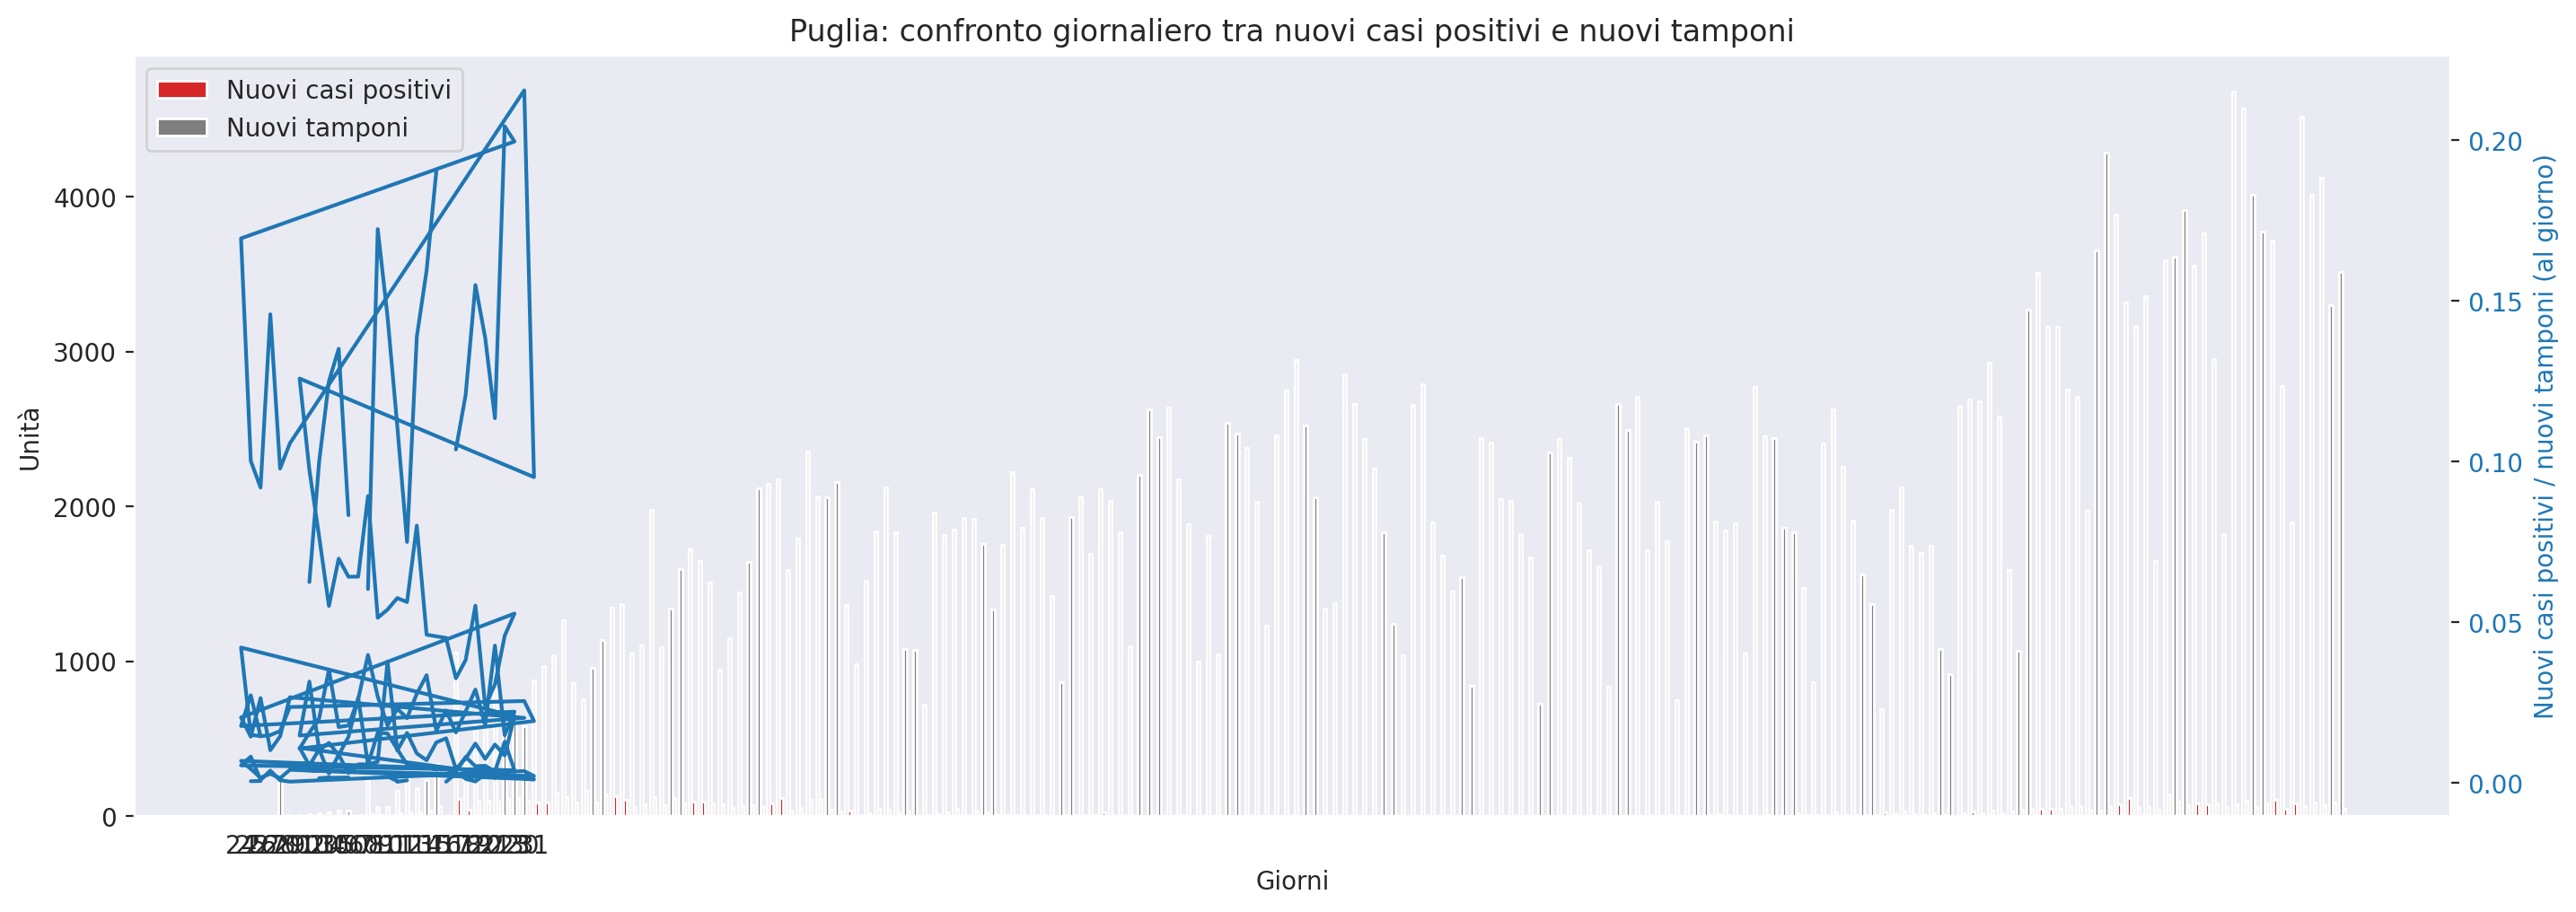 Puglia: confronto giornaliero tra nuovi casi positivi e nuovi tamponi
Nuovi casi positivi
Nuovi tamponi
4000
3000
2000
1000
0
Unità
0.20
0.15
0.10
0.05
0.00
Nuovi casi positivi / nuovi tamponi (al giorno)
Giorni